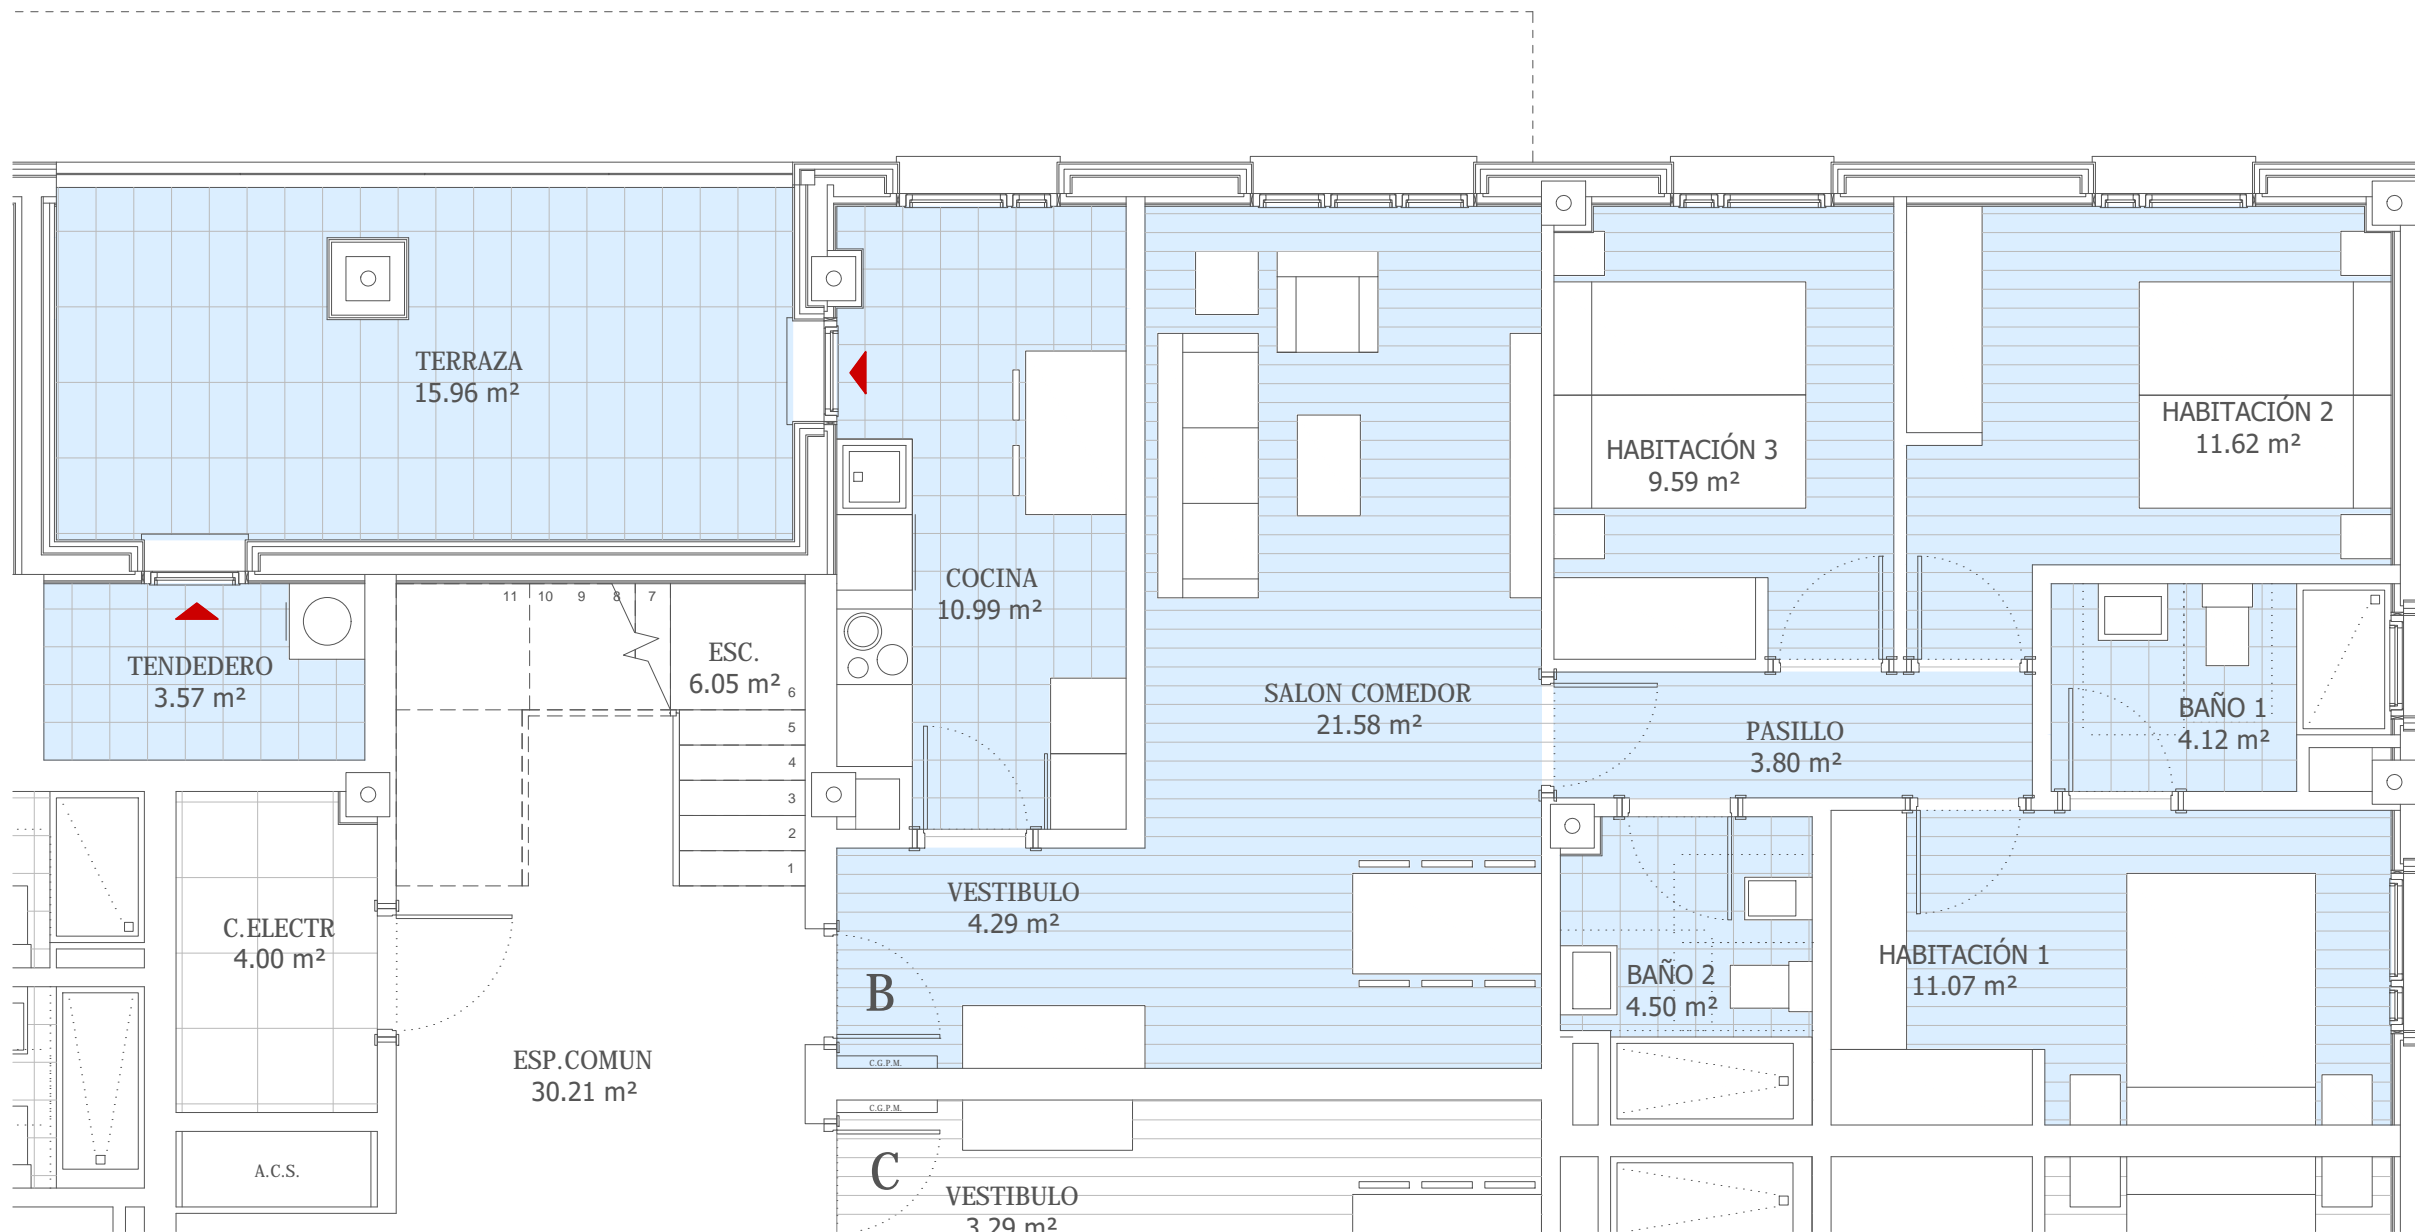 TERRAZA
15.96 m²
TENDEDERO
3.57 m²
11 10 9 8 7
ESC.
6.05 m²
6
5
4
3
2
1
COCINA
10.99 m²
SALON COMEDOR
21.58 m²
HABITACIÓN 3
9.59 m²
HABITACIÓN 2
11.62 m²
PASILLO
3.80 m²
BAÑO 1
4.12 m²
C.ELECTR
4.00 m²
VESTIBULO
4.29 m²
B
BAÑO 2
4.50 m²
HABITACIÓN 1
11.07 m²
ESP.COMUN
30.21 m²
C.G.P.M.
C.G.P.M.
A.C.S.
C
VESTIBULO
3.29 m²